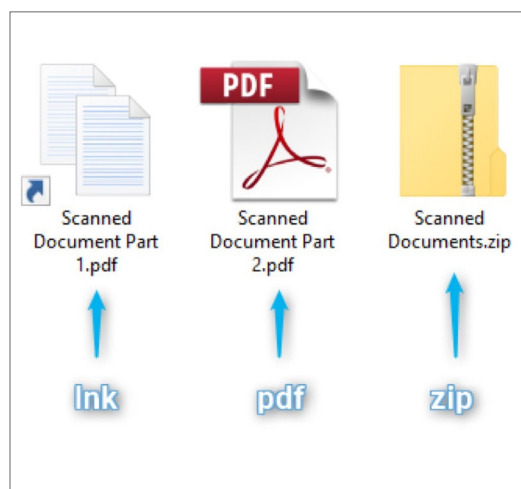 PDF
Scanned
Document Part
1.pdf
Scanned
Document Part
2.pdf
Scanned
Documents.zip
lnk
pdf
zip